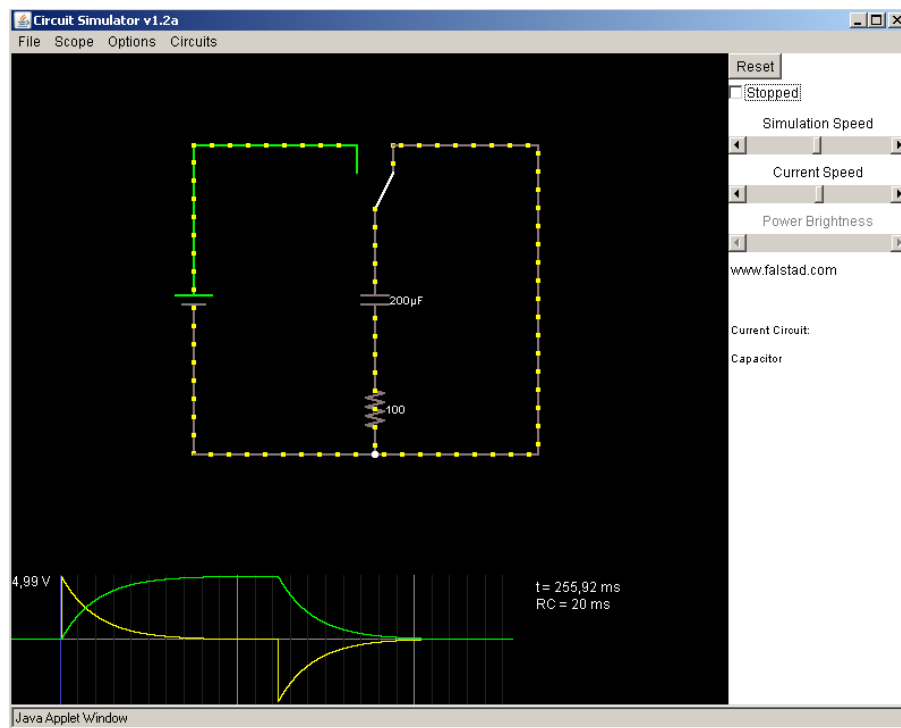 Circuit Simulator v1.2a
File Scope Options Circuits
Reset
Stopped
Simulation Speed
Current Speed
Power Brightness
www.falstad.com
Current Circuit:
Capacitor
200µF
100
4,99 V
t = 255,92 ms
RC = 20 ms
Java Applet Window